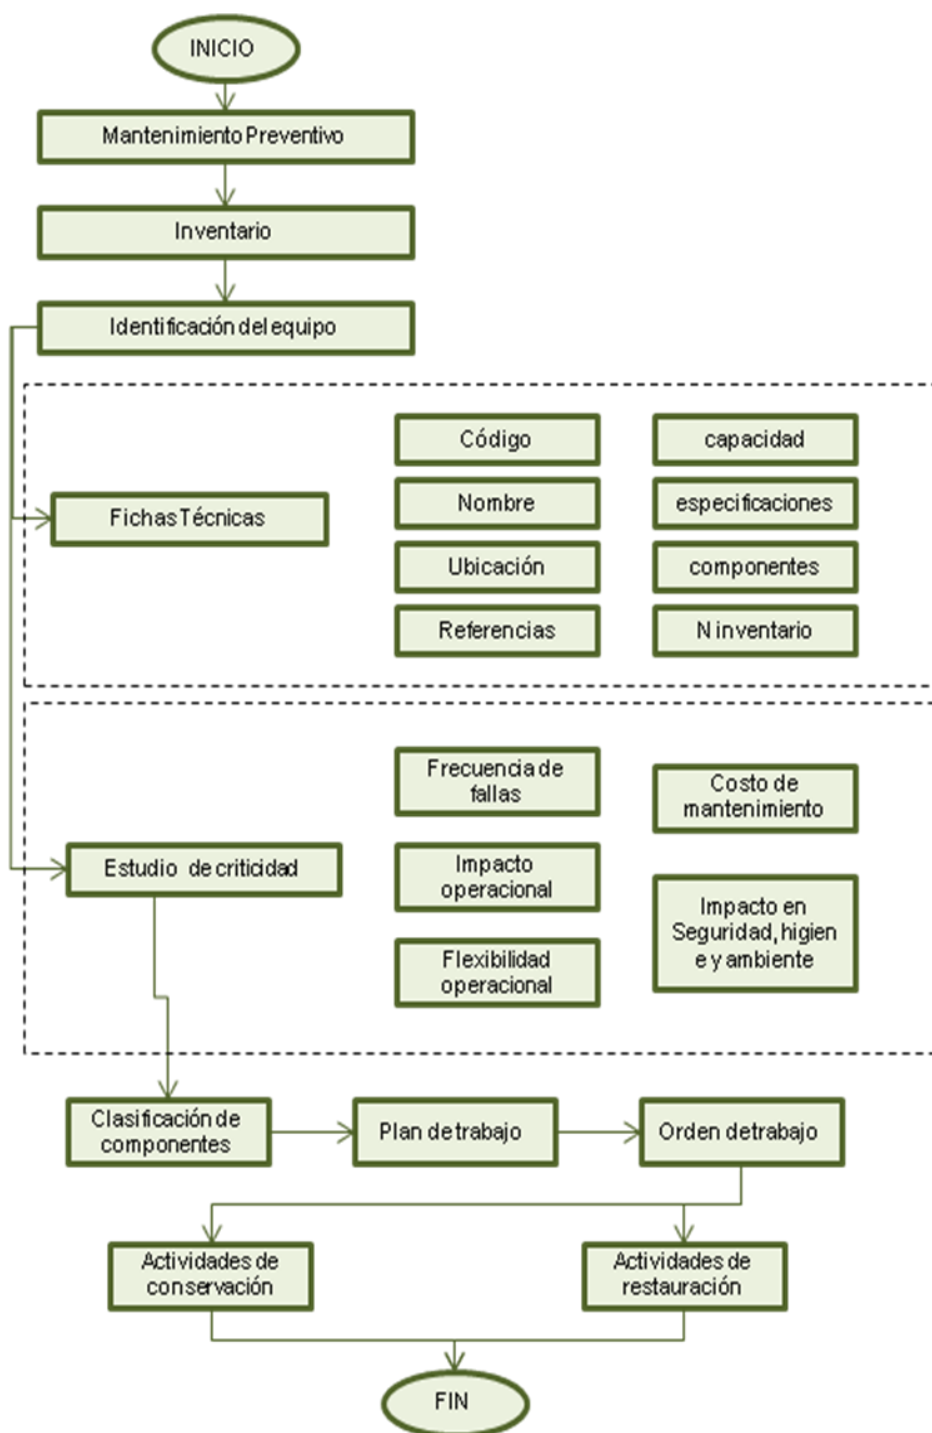 INICIO
Mantenimiento Preventivo
Inventario
Identificación del equipo
Fichas Técnicas
Código
Nombre
Ubicación
Referencias
capacidad
especificaciones
componentes
N inventario
Estudio de criticidad
Frecuencia de
fallas
Impacto
operacional
Flexibilidad
operacional
Costo de
mantenimiento
Impacto en
Seguridad, higien
e y ambiente
Clasificación de
componentes
Plan de trabajo
Orden de trabajo
Actividades de
conservación
Actividades de
restauración
FIN